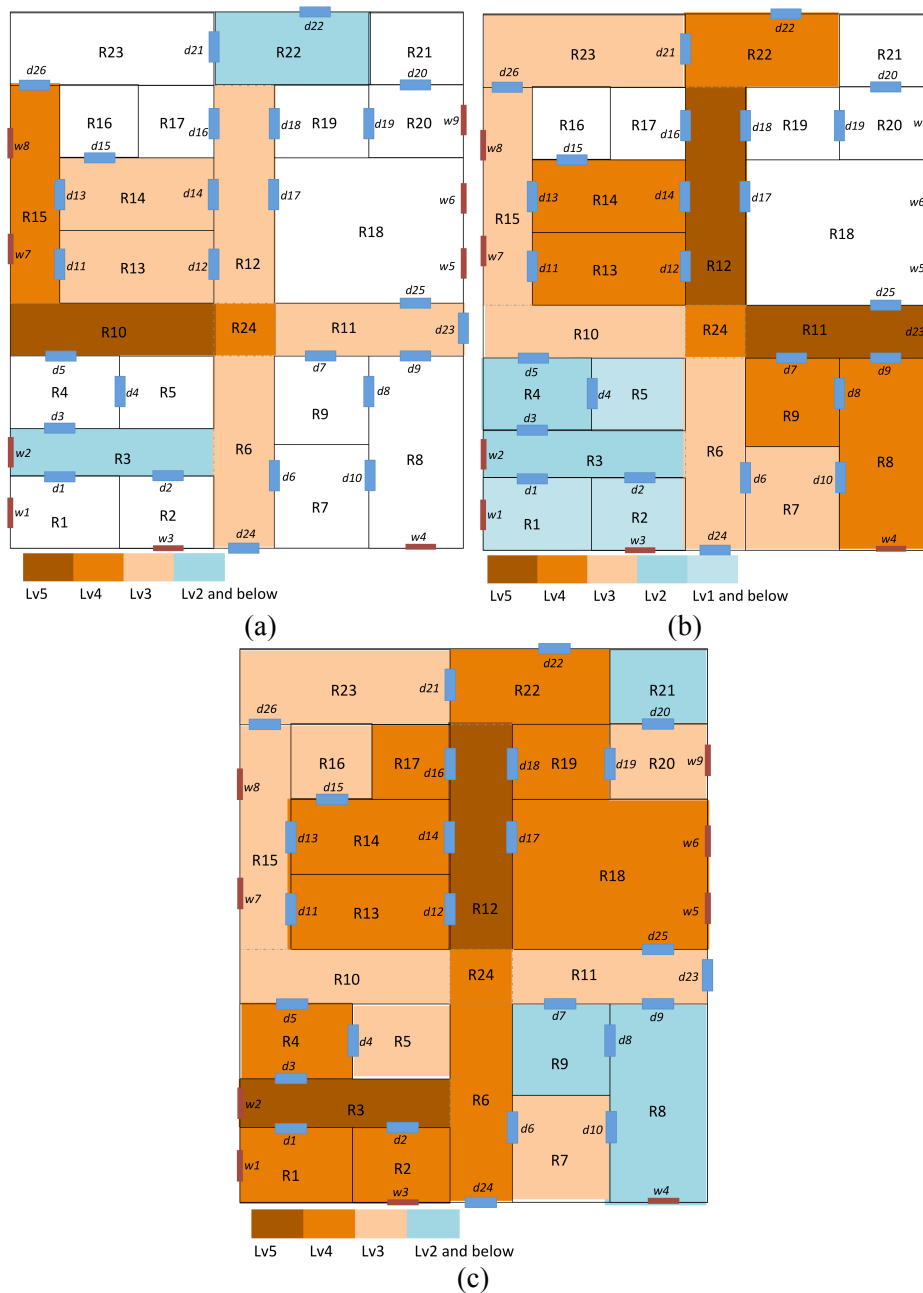 d22
R23 d21 R22 R21
d26 d20
R16 R17 d16 d18 R19 d19 R20 w9
w8 d15
d13 R14 d14 d17 w6
R15 R18
w7 d11 R13 d12 R12 w5
d25
R10 R24 R11 d23
d5 d7 d9
R4 d4 R5 d8
d3 R9
w2 R3 R6
d1 d2 d6 d10 R8
w1 R1 R2 R7
w3 d24 w4
Lv5 Lv4 Lv3 Lv2 and below
(a)
d22
R23 d21 R22 R21
d26 d20
R16 R17 d16 d18 R19 d19 R20
w8 d15
d13 R14 d14 d17 w6
R15 R18
w7 d11 R13 d12 R12 w5
d25
R10 R24 R11 d23
d5 d7 d9
R4 d4 R5 d8
d3 R9
w2 R3 R6
d1 d2 d6 d10 R8
w1 R1 R2 R7
w3 d24 w4
Lv5 Lv4 Lv3 Lv2 Lv1 and below
(b)
d22
R23 d21 R22 R21
d26 d20
R16 R17 d16 d18 R19 d19 R20 w9
w8 d15
d13 R14 d14 d17 w6
R15 R18
w7 d11 R13 d12 R12 w5
d25
R10 R24 R11 d23
d5 d7 d9
R4 d4 R5 d8
d3 R9
w2 R3 R6 R8
d1 d2 d6 d10
w1 R1 R2 R7
w3 d24 w4
Lv5 Lv4 Lv3 Lv2 and below
(c)